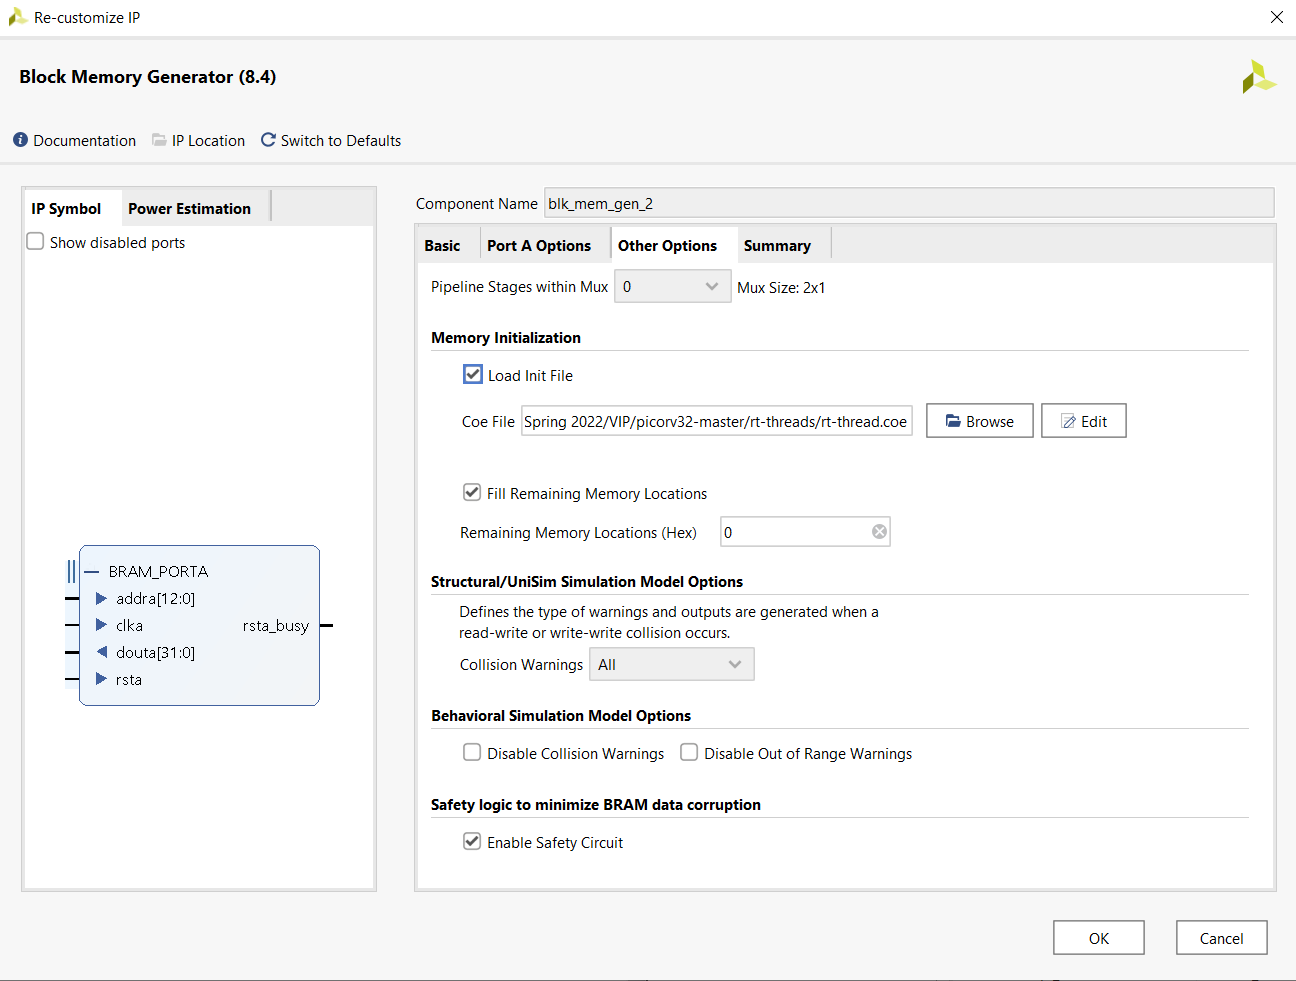 Re-customize IP
Block Memory Generator (8.4)
Documentation IP Location Switch to Defaults
IP Symbol Power Estimation
Show disabled ports
BRAM_PORTA
addra[12:0]
clka rsta_busy
douta[31:0]
rsta
Component Name blk_mem_gen_2
Basic Port A Options Other Options Summary
Pipeline Stages within Mux 0 Mux Size: 2x1
Memory Initialization
Load Init File
Coe File Spring 2022/VIP/picorv32-master/rt-threads/rt-thread.coe Browse Edit
Fill Remaining Memory Locations
Remaining Memory Locations (Hex) 0
Structural/UniSim Simulation Model Options
Defines the type of warnings and outputs are generated when a
read-write or write-write collision occurs.
Collision Warnings All
Behavioral Simulation Model Options
Disable Collision Warnings Disable Out of Range Warnings
Safety logic to minimize BRAM data corruption
Enable Safety Circuit
OK Cancel